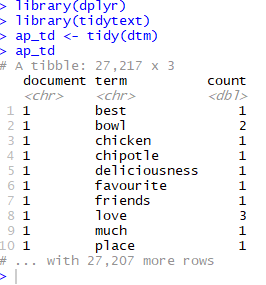 > library(dplyr)
> library(tidytext)
> ap_td <- tidy(dtm)
> ap_td
# A tibble: 27,217 x 3
   document term          count
   <chr>    <chr>         <dbl>
 1 1        best              1
 2 1        bowl              2
 3 1        chicken           1
 4 1        chipotle          1
 5 1        deliciousness     1
 6 1        favourite         1
 7 1        friends           1
 8 1        love              3
 9 1        much              1
10 1        place             1
# ... with 27,207 more rows
>